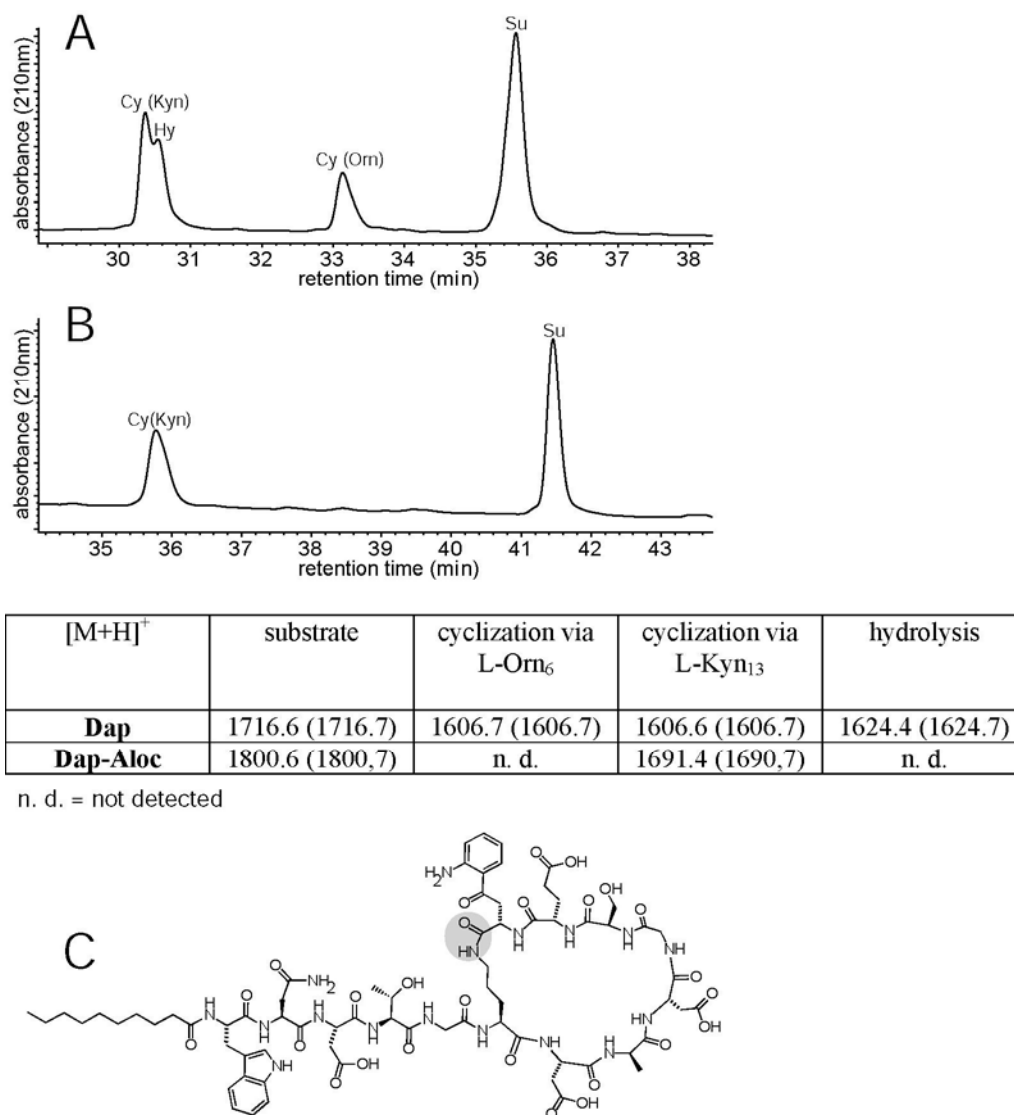 A
absorbance (210nm)
Cy (Kyn)
Hy
Cy (Orn)
Su
30 31 32 33 34 35 36 37 38
retention time (min)
B
absorbance (210nm)
Cy(Kyn)
Su
35 36 37 38 39 40 41 42 43
retention time (min)
[M+H]+ substrate cyclization via L-Orn6 cyclization via L-Kyn13 hydrolysis
Dap 1716.6 (1716.7) 1606.7 (1606.7) 1606.6 (1606.7) 1624.4 (1624.7)
Dap-Aloc 1800.6 (1800,7) n. d. 1691.4 (1690,7) n. d.
n. d. = not detected
C
O OH
H2N
O
O
OH
O
H
N
O
N
H
O
N
H
O
N
H
NH
HN
O
O
NH2
OH
O
H
N
O
H
N
O
H
N
O
H
N
O
H
N
O
N
H
O
N
H
O
N
H
O
HN
O
OH
O
O
OH
NH
O
OH